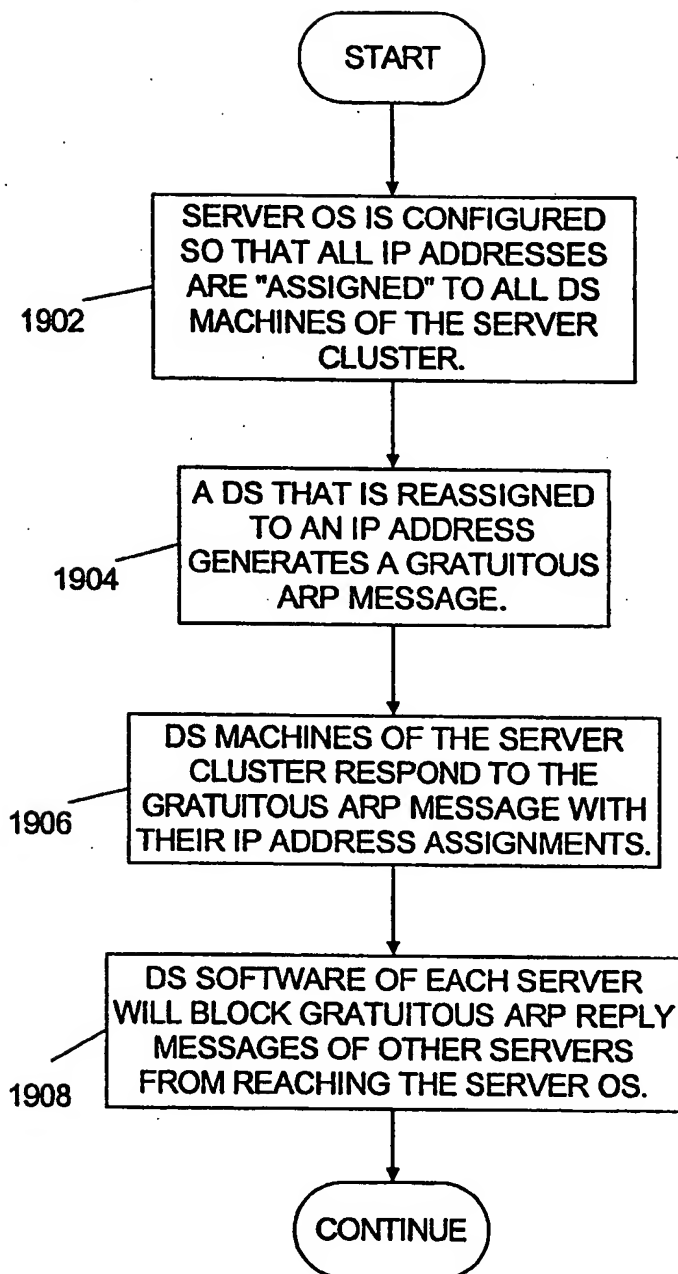 START
SERVER OS IS CONFIGURED
SO THAT ALL IP ADDRESSES
ARE "ASSIGNED" TO ALL DS
MACHINES OF THE SERVER
CLUSTER.
1902
A DS THAT IS REASSIGNED
TO AN IP ADDRESS
GENERATES A GRATUITOUS
ARP MESSAGE.
1904
DS MACHINES OF THE SERVER
CLUSTER RESPOND TO THE
GRATUITOUS ARP MESSAGE WITH
THEIR IP ADDRESS ASSIGNMENTS.
1906
DS SOFTWARE OF EACH SERVER
WILL BLOCK GRATUITOUS ARP REPLY
MESSAGES OF OTHER SERVERS
FROM REACHING THE SERVER OS.
1908
CONTINUE